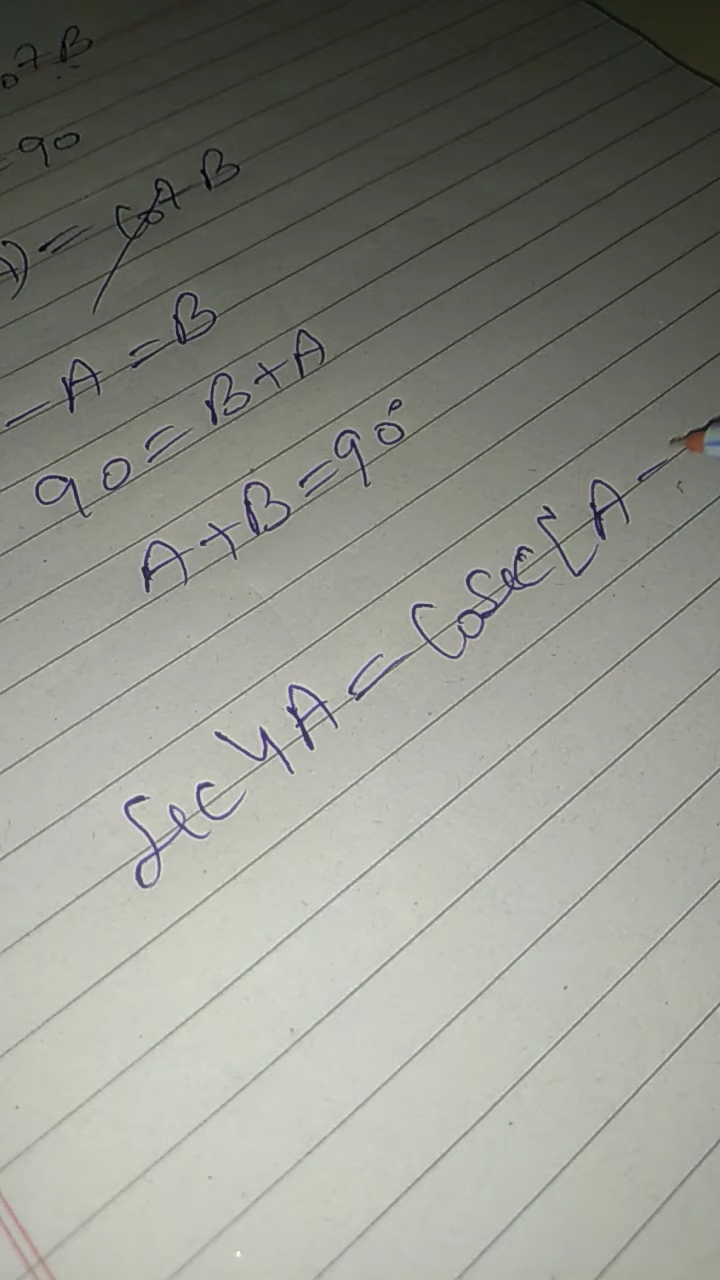 B
= 90
A) = cot B
- A = B
90 = B + A
A + B = 90°
Sec 4A = Cosec [A -